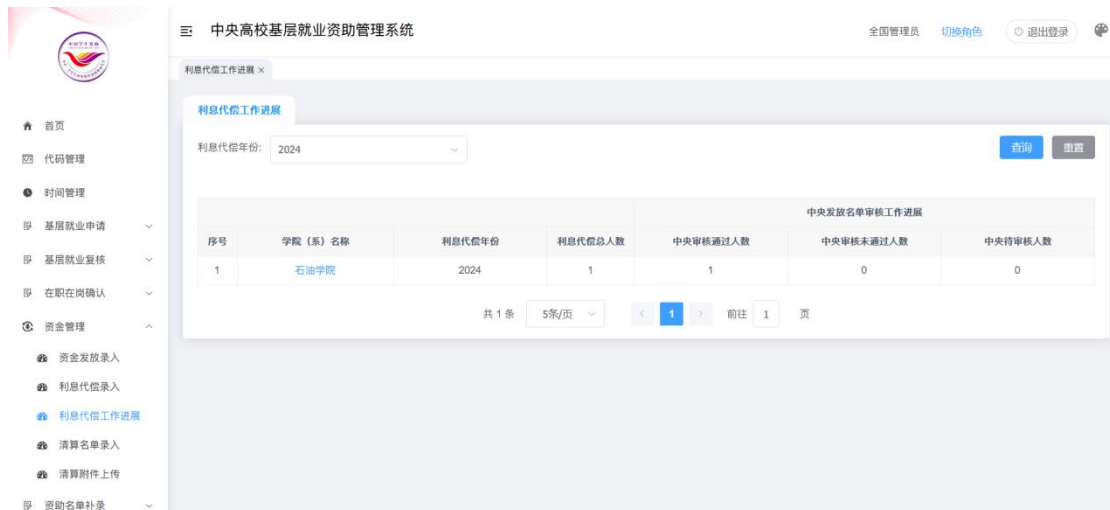 中央高校基层就业资助管理系统
全国管理员 切换角色 退出登录
利息代偿工作进展 ×
首页
代码管理
时间管理
基层就业申请
基层就业复核
在职在岗确认
资金管理
资金发放录入
利息代偿录入
利息代偿工作进展
清算名单录入
清算附件上传
资助名单补录
利息代偿工作进展
利息代偿年份: 2024 查询 重置
中央发放名单审核工作进展
序号 学院（系）名称 利息代偿年份 利息代偿总人数 中央审核通过人数 中央审核未通过人数 中央待审核人数
1 石油学院 2024 1 1 0 0
共 1 条 5条/页 < 1 > 前往 1 页